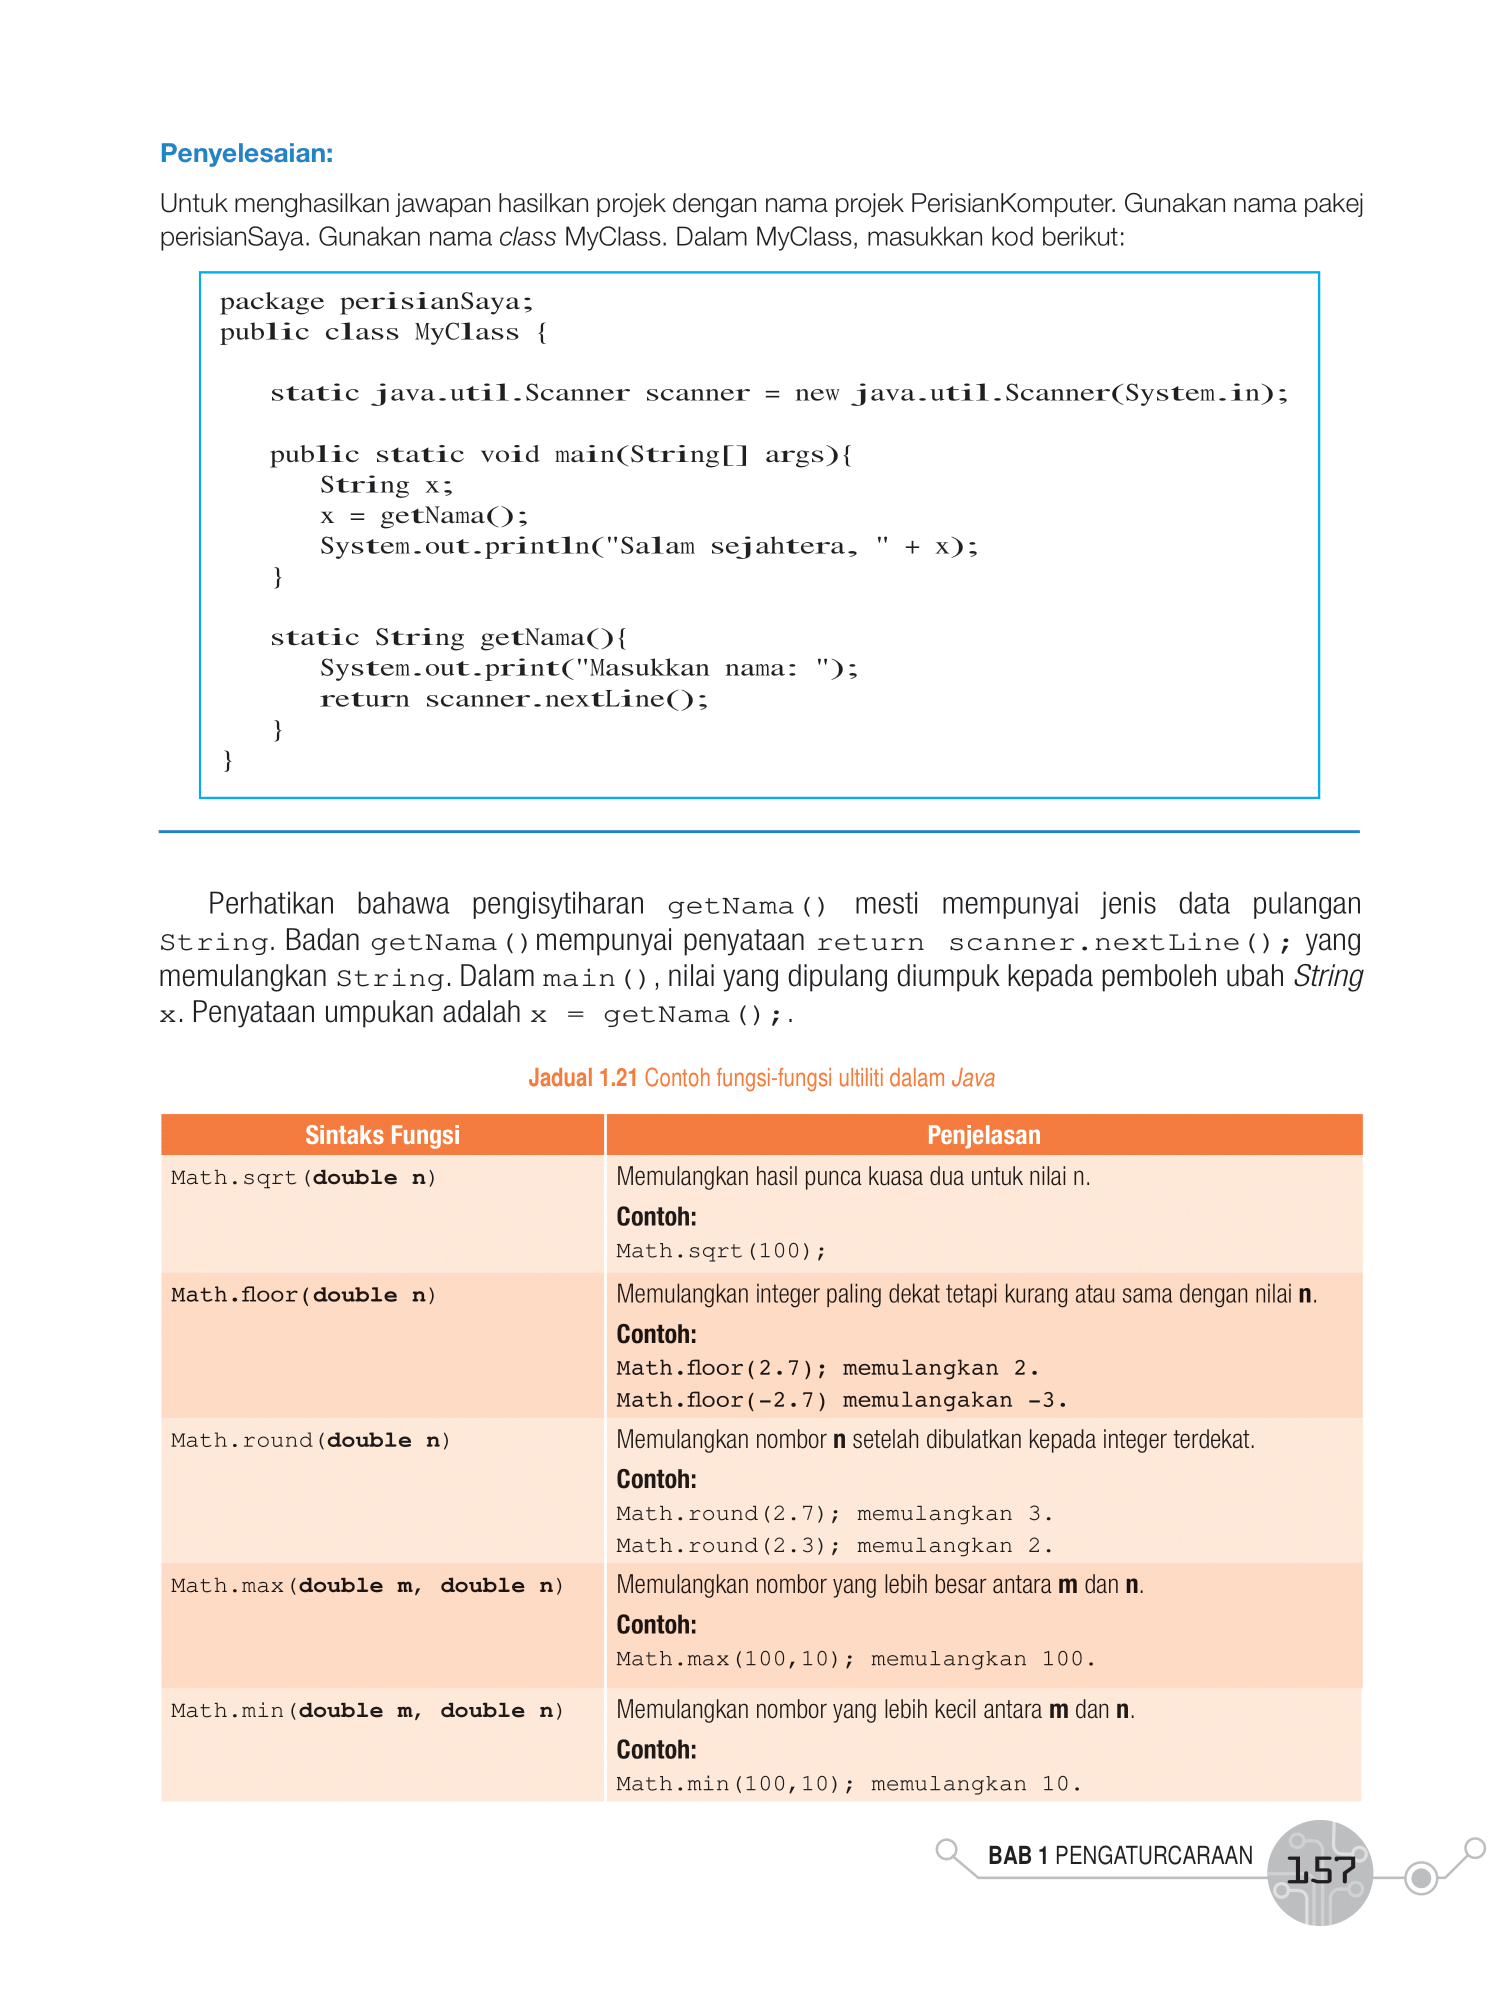 Penyelesaian:
Untuk menghasilkan jawapan hasilkan projek dengan nama projek PerisianKomputer. Gunakan nama pakej
perisianSaya. Gunakan nama class MyClass. Dalam MyClass, masukkan kod berikut:
package perisianSaya;
public class MyClass {
static java.util.Scanner scanner = new java.util.Scanner(System.in);
public static void main(String[] args){
String x;
x = getNama();
System.out.println("Salam sejahtera, " + x);
}
static String getNama(){
System.out.print("Masukkan nama: ");
return scanner.nextLine();
}
}
Perhatikan bahawa pengisytiharan getNama() mesti mempunyai jenis data pulangan
String. Badan getNama()mempunyai penyataan return scanner.nextLine(); yang
memulangkan String. Dalam main(), nilai yang dipulang diumpuk kepada pemboleh ubah String
x. Penyataan umpukan adalah x = getNama();.
Jadual 1.21 Contoh fungsi-fungsi ultiliti dalam Java
Sintaks Fungsi Penjelasan
Math.sqrt(double n) Memulangkan hasil punca kuasa dua untuk nilai n.
Contoh:
Math.sqrt(100);
Math.floor(double n) Memulangkan integer paling dekat tetapi kurang atau sama dengan nilai n.
Contoh:
Math.floor(2.7); memulangkan 2.
Math.floor(-2.7) memulangakan -3.
Math.round(double n) Memulangkan nombor n setelah dibulatkan kepada integer terdekat.
Contoh:
Math.round(2.7); memulangkan 3.
Math.round(2.3); memulangkan 2.
Math.max(double m, double n) Memulangkan nombor yang lebih besar antara m dan n.
Contoh:
Math.max(100,10); memulangkan 100.
Math.min(double m, double n) Memulangkan nombor yang lebih kecil antara m dan n.
Contoh:
Math.min(100,10); memulangkan 10.
BAB 1 PENGATURCARAAN 157